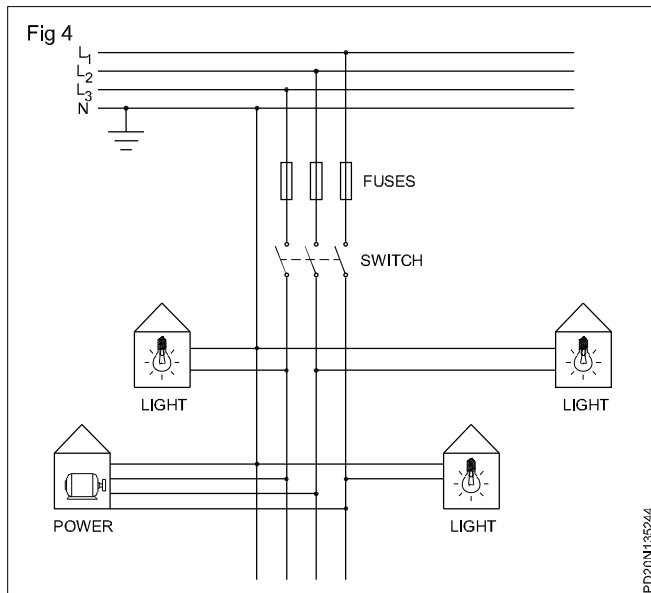 Fig 4
L1
L2
L3
N
FUSES
SWITCH
LIGHT
LIGHT
POWER
LIGHT
PD20N135244